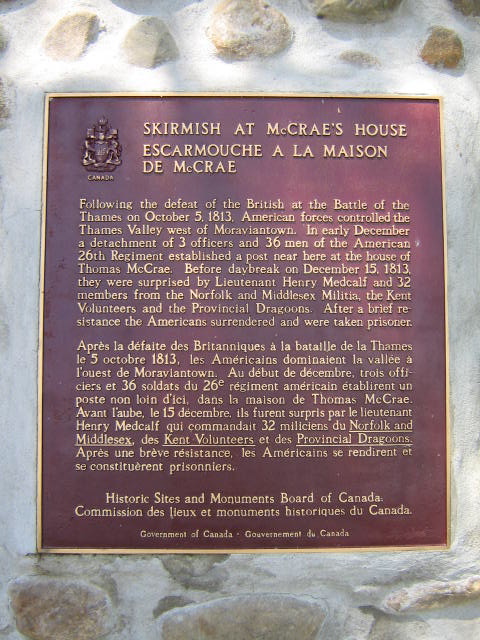 SKIRMISH AT McCRAE'S HOUSE
ESCARMOUCHE A LA MAISON
DE McCRAE
CANADA
Following the defeat of the British at the Battle of the
Thames on October 5, 1813, American forces controlled the
Thames Valley west of Moraviantown. In early December
a detachment of 3 officers and 36 men of the American
26th Regiment established a post near here at the house of
Thomas McCrae. Before daybreak on December 15, 1813,
they were surprised by Lieutenant Henry Medcalf and 32
members from the Norfolk and Middlesex Militia, the Kent
Volunteers and the Provincial Dragoons. After a brief re-
sistance the Americans surrendered and were taken prisoner.
Après la défaite des Britanniques à la bataille de la Thames
le 5 octobre 1813, les Américains dominaient la vallée à
l'ouest de Moraviantown. Au début de décembre, trois offi-
ciers et 36 soldats du 26e régiment américain établirent un
poste non loin d'ici, dans la maison de Thomas McCrae.
Avant l'aube, le 15 décembre, ils furent surpris par le lieutenant
Henry Medcalf qui commandait 32 miliciens du Norfolk and
Middlesex, des Kent Volunteers et des Provincial Dragoons.
Après une brève résistance, les Américains se rendirent et
se constituèrent prisonniers.
Historic Sites and Monuments Board of Canada.
Commission des lieux et monuments historiques du Canada.
Government of Canada - Gouvernement du Canada